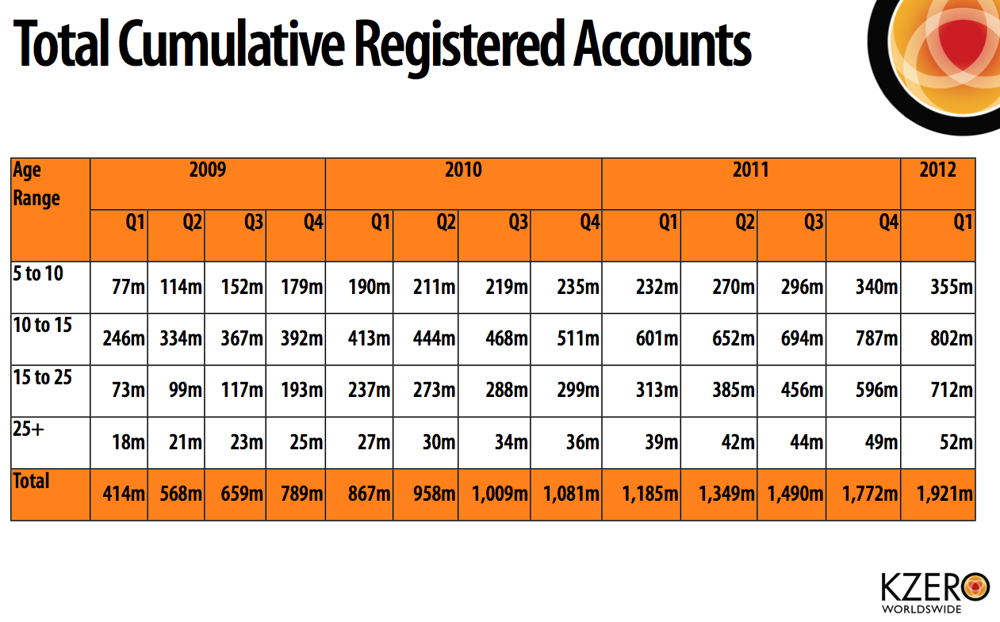 Total Cumulative Registered Accounts
Age Range 2009 2010 2011 2012
Q1 Q2 Q3 Q4 Q1 Q2 Q3 Q4 Q1 Q2 Q3 Q4 Q1
5 to 10 77m 114m 152m 179m 190m 211m 219m 235m 232m 270m 296m 340m 355m
10 to 15 246m 334m 367m 392m 413m 444m 468m 511m 601m 652m 694m 787m 802m
15 to 25 73m 99m 117m 193m 237m 273m 288m 299m 313m 385m 456m 596m 712m
25+ 18m 21m 23m 25m 27m 30m 34m 36m 39m 42m 44m 49m 52m
Total 414m 568m 659m 789m 867m 958m 1,009m 1,081m 1,185m 1,349m 1,490m 1,772m 1,921m
KZERO
WORLDSWIDE